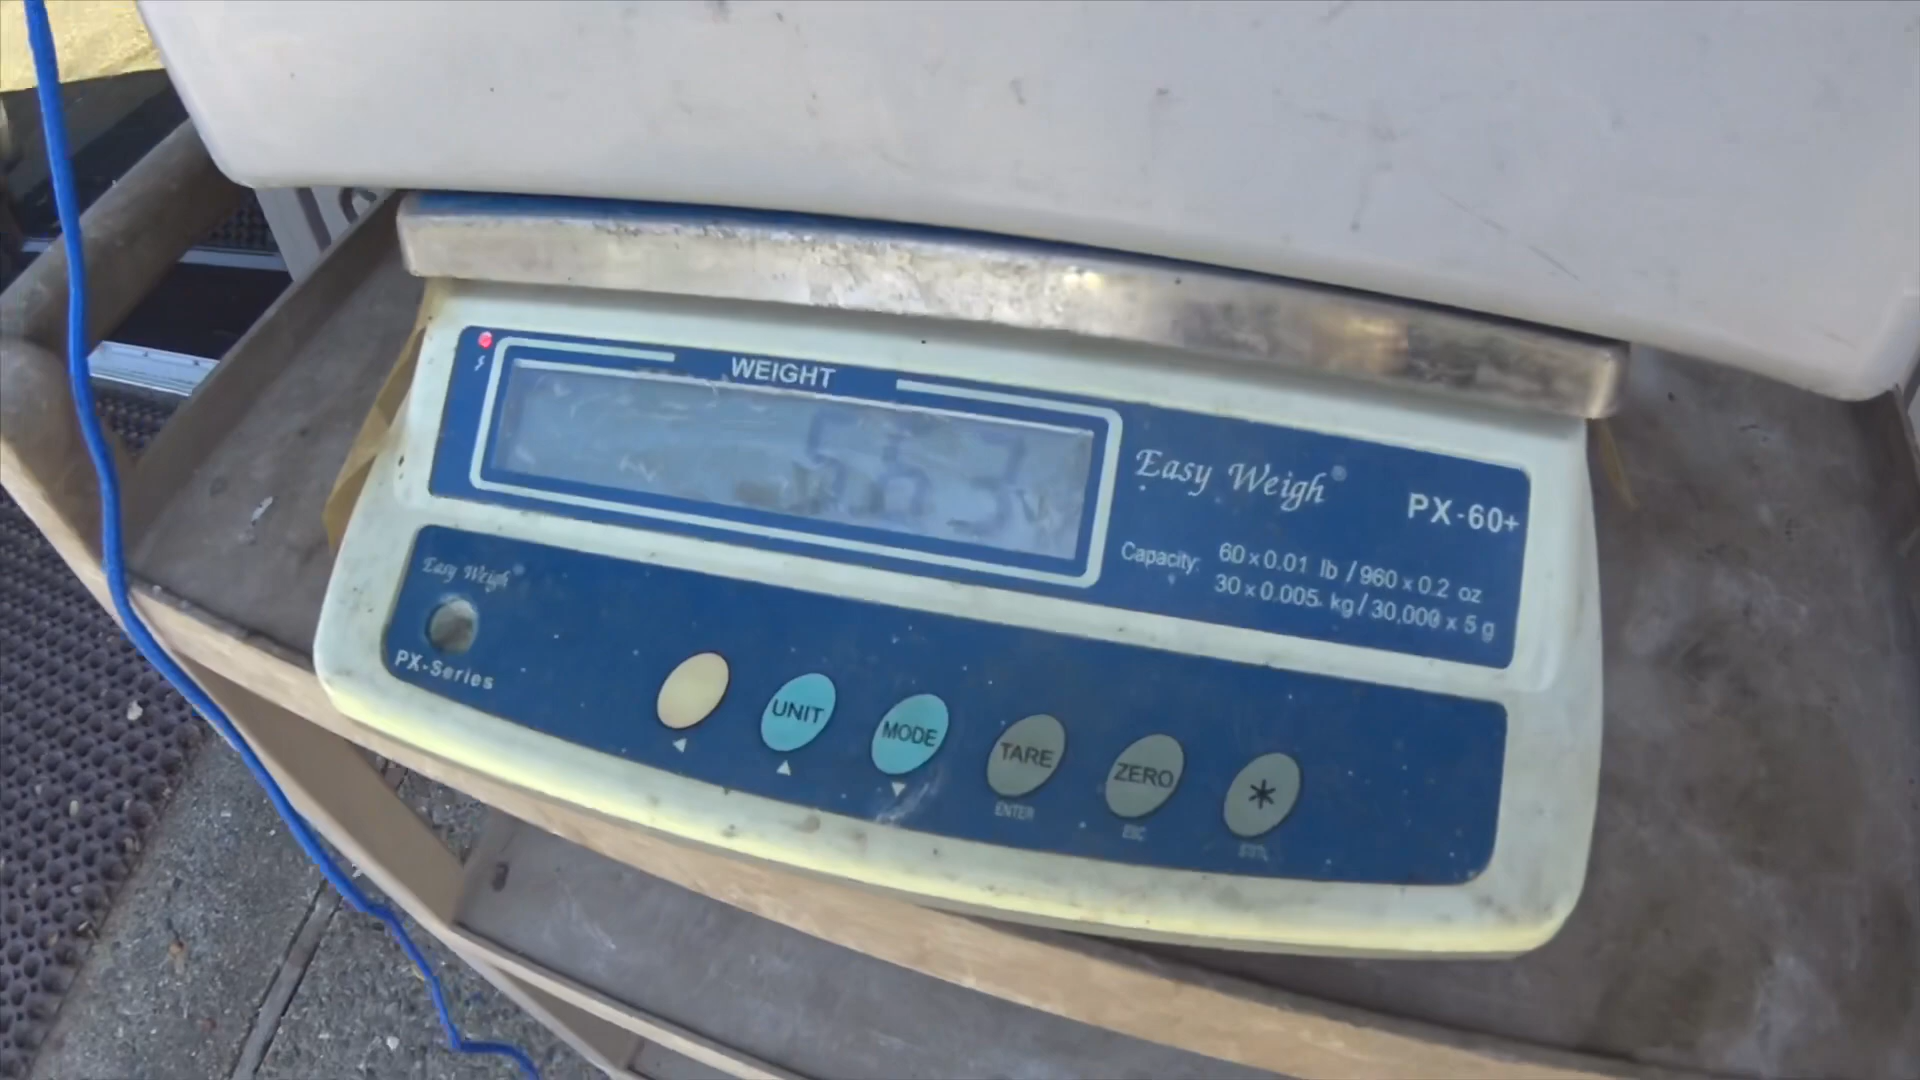 WEIGHT
Easy Weigh®
PX-60+
Capacity: 60 x 0.01 lb / 960 x 0.2 oz
30 x 0.005 kg / 30,000 x 5 g
Easy Weigh®
PX-Series
UNIT
MODE
TARE
ZERO
*
ENTER
ESC